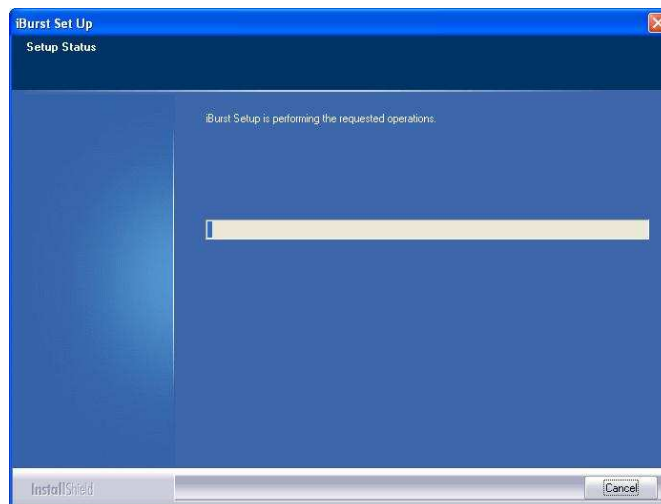 iBurst Set Up
Setup Status
iBurst Setup is performing the requested operations.
InstallShield
Cancel